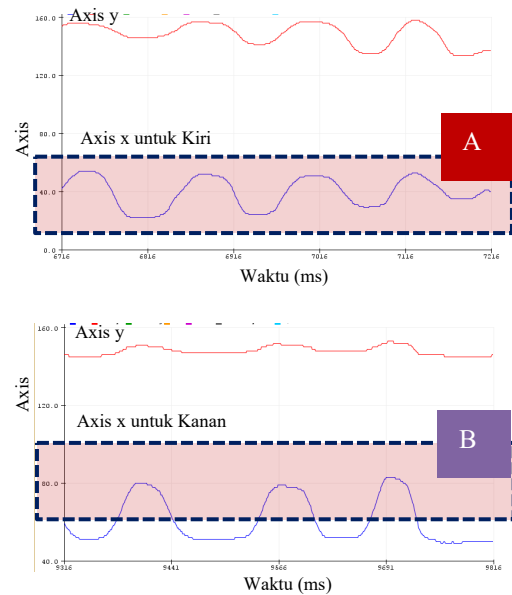 Axis y
160.0
120.0
Axis
80.0
Axis x untuk Kiri
A
40.0
0.0
6716 6816 6916 7016 7116 7216
Waktu (ms)
160.0
Axis y
Axis
120.0
Axis x untuk Kanan
B
80.0
40.0
9316 9441 9566 9691 9816
Waktu (ms)